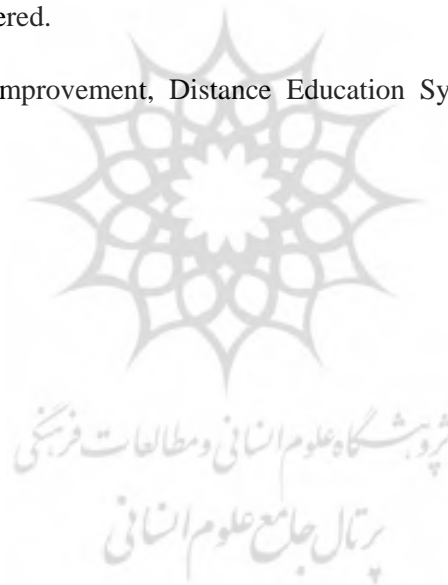 ered.
mprovement, Distance Education Sy
پژوهشگاه علوم انسانی و مطالعات فرهنگی
پرتال جامع علوم انسانی